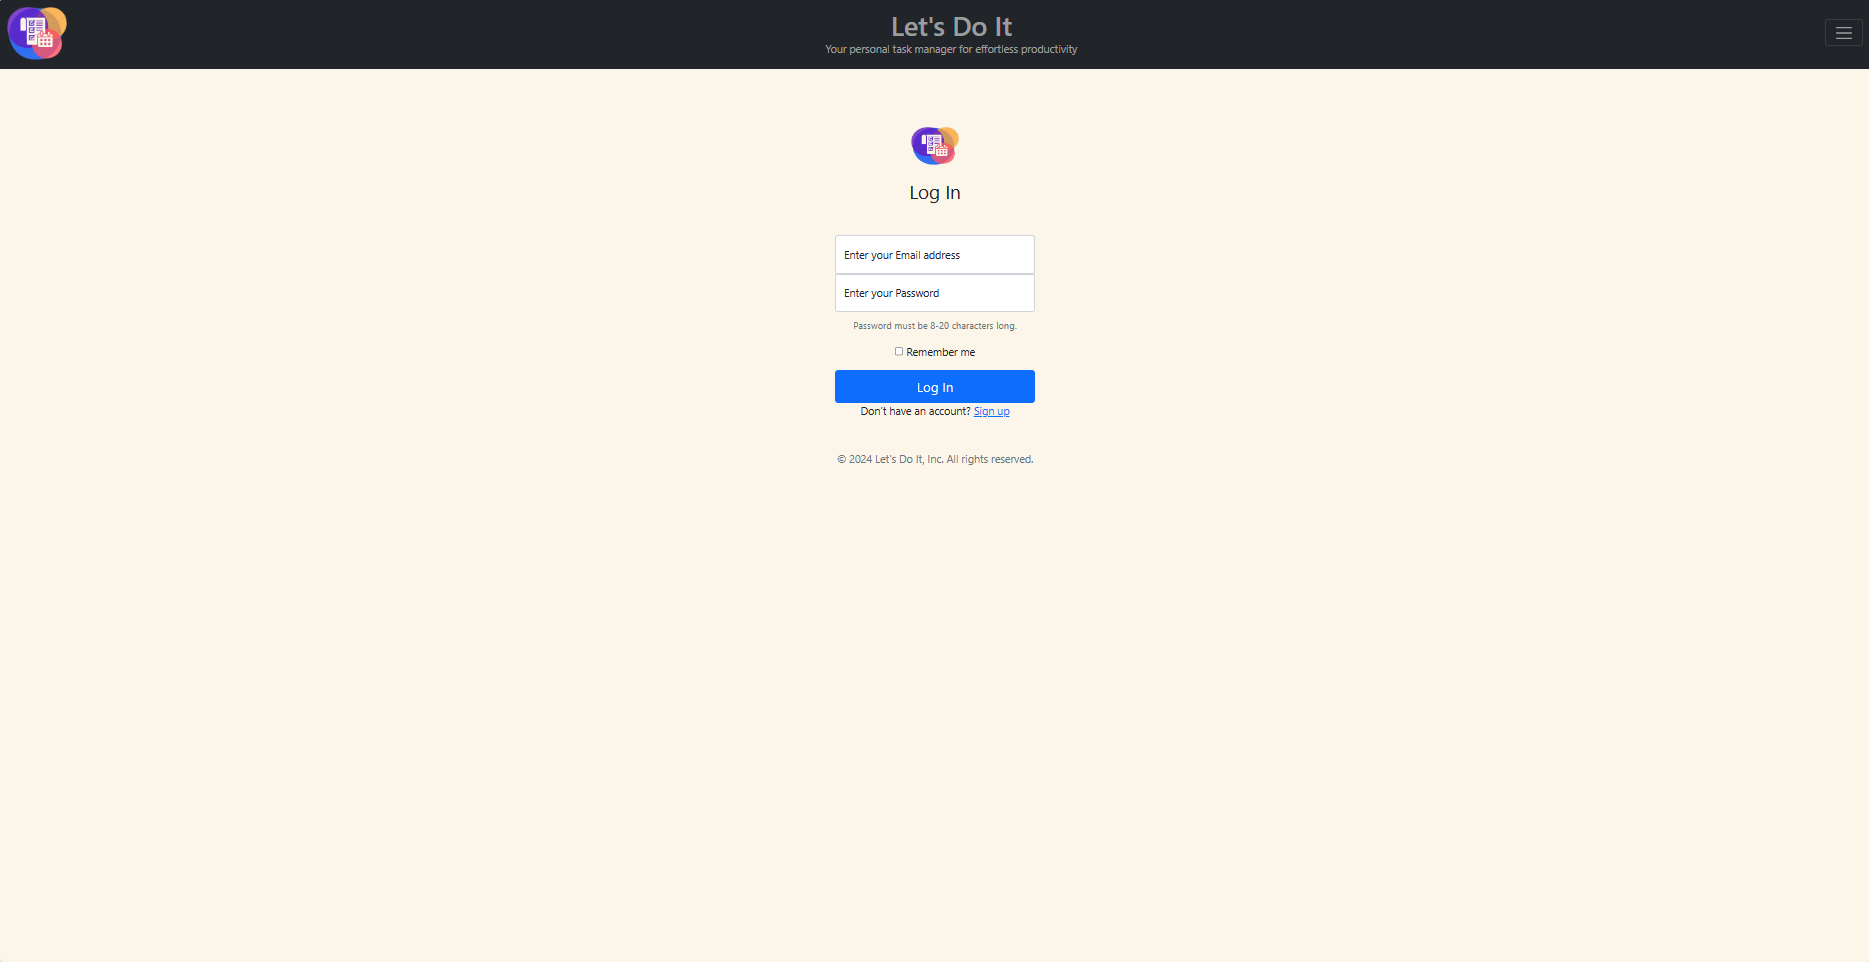 Let's Do It
Your personal task manager for effortless productivity
Log In
Enter your Email address
Enter your Password
Password must be 8-20 characters long.
Remember me
Log In
Don't have an account? Sign up
© 2024 Let's Do It, Inc. All rights reserved.